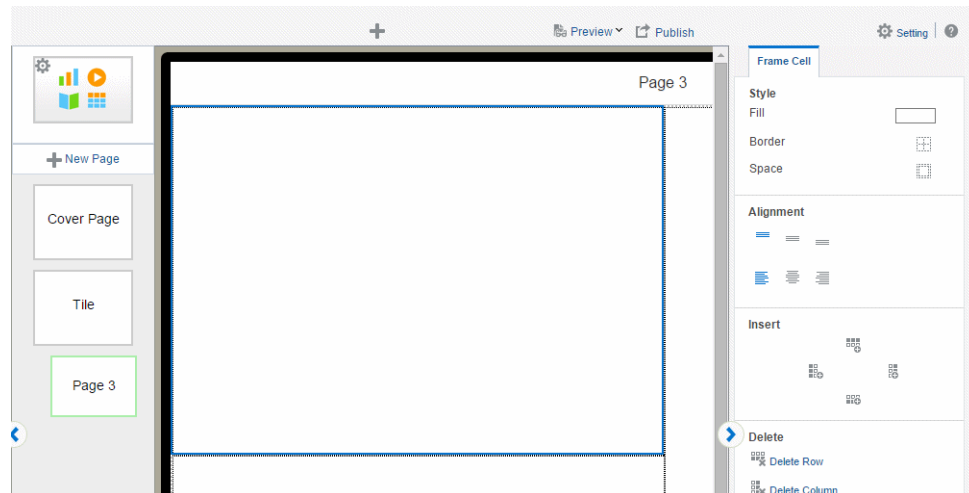 Preview Publish Setting
Frame Cell
Page 3
Style
Fill
Border
Space
New Page
Cover Page
Alignment
Tile
Insert
Page 3
Delete
Delete Row
Delete Column